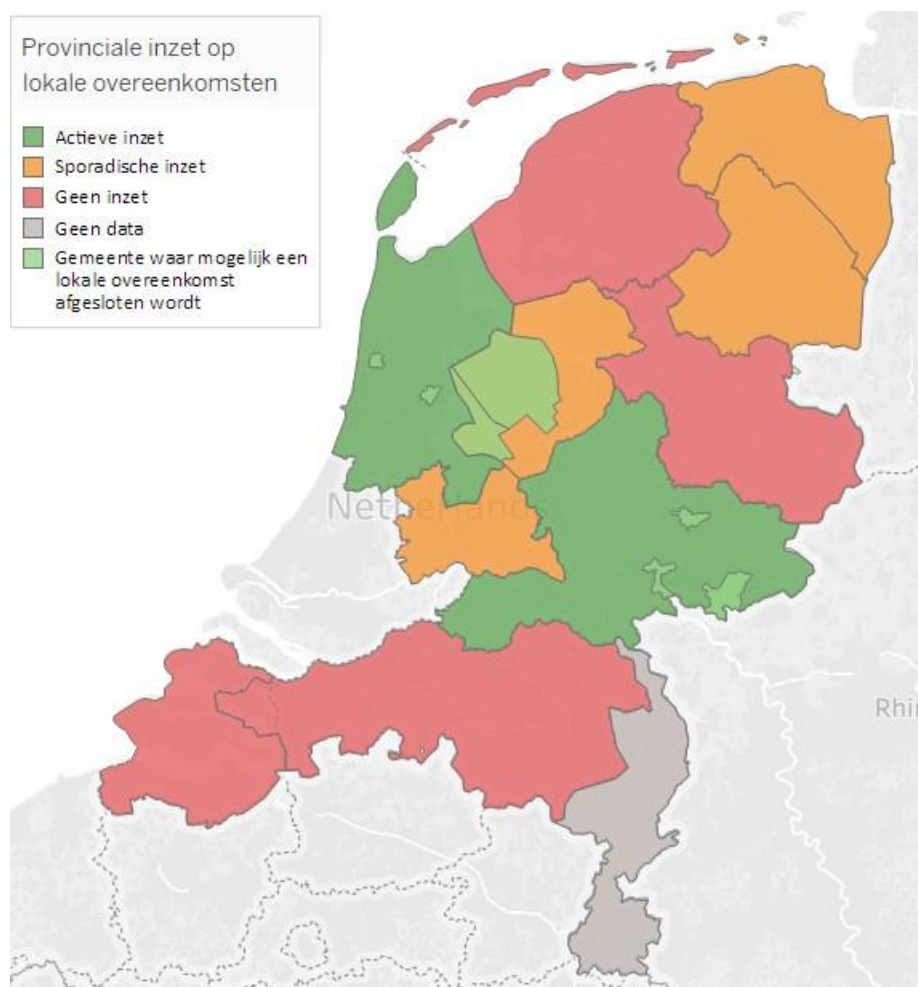 Provinciale inzet op
lokale overeenkomsten
Actieve inzet
Sporadische inzet
Geen inzet
Geen data
Gemeente waar mogelijk een
lokale overeenkomst
afgesloten wordt
Netherlands
Rhi